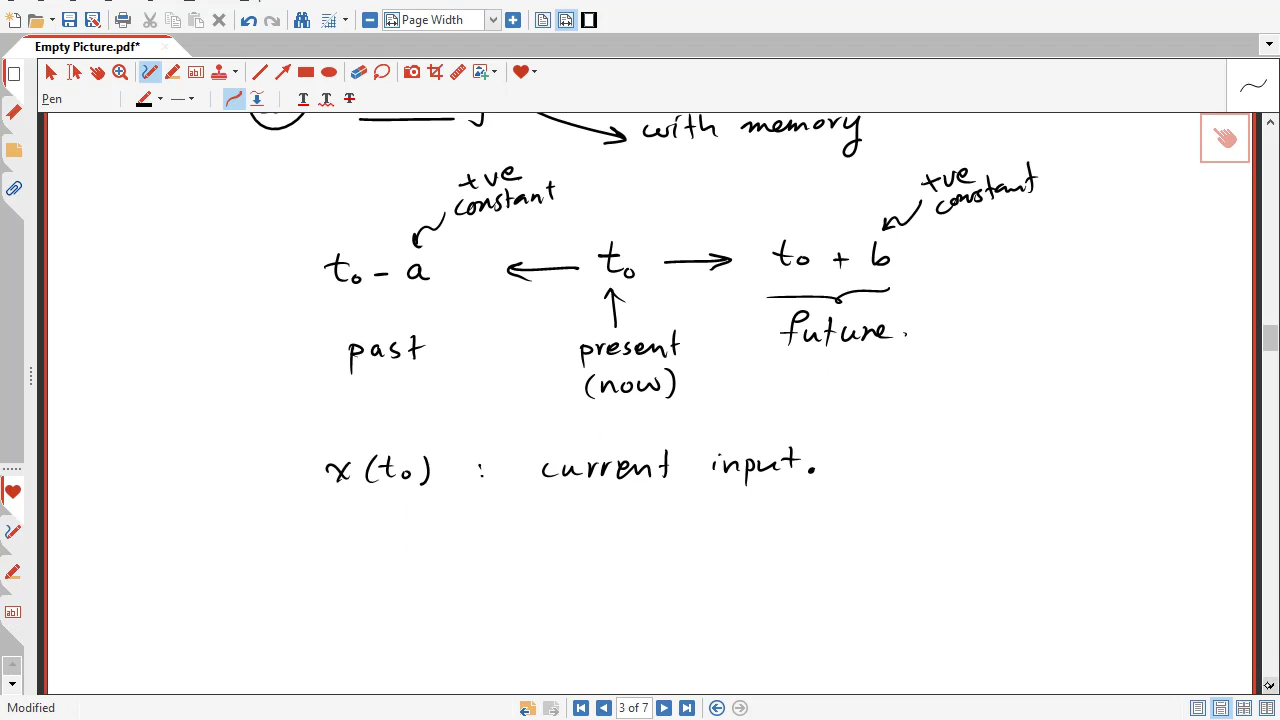 Page Width
Empty Picture.pdf*
Pen
with memory
+ve
constant
+ve
constant
t₀ - a ← t₀ → t₀ + b
past
present
(now)
future.
x(t₀) : current input.
Modified
3 of 7